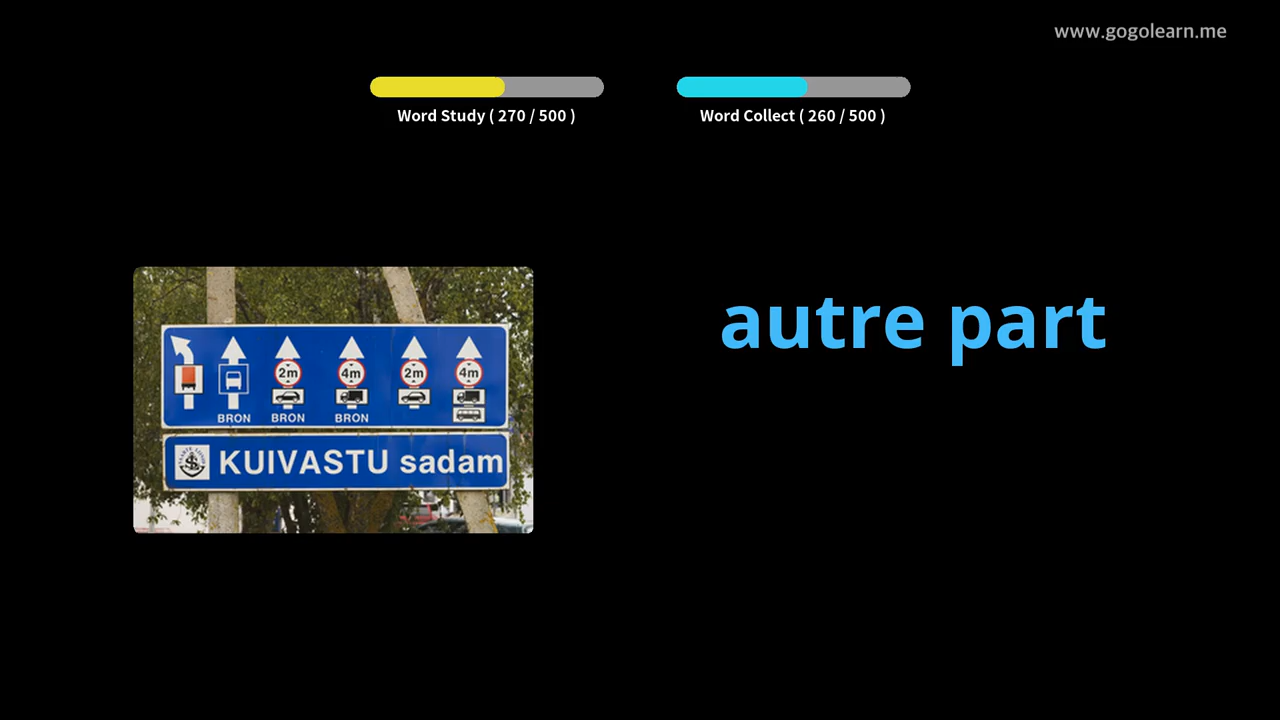 www.gogolearn.me
Word Study ( 270 / 500 )
Word Collect ( 260 / 500 )
autre part
2m 4m 2m 4m
BRON BRON BRON
KUIVASTU sadam